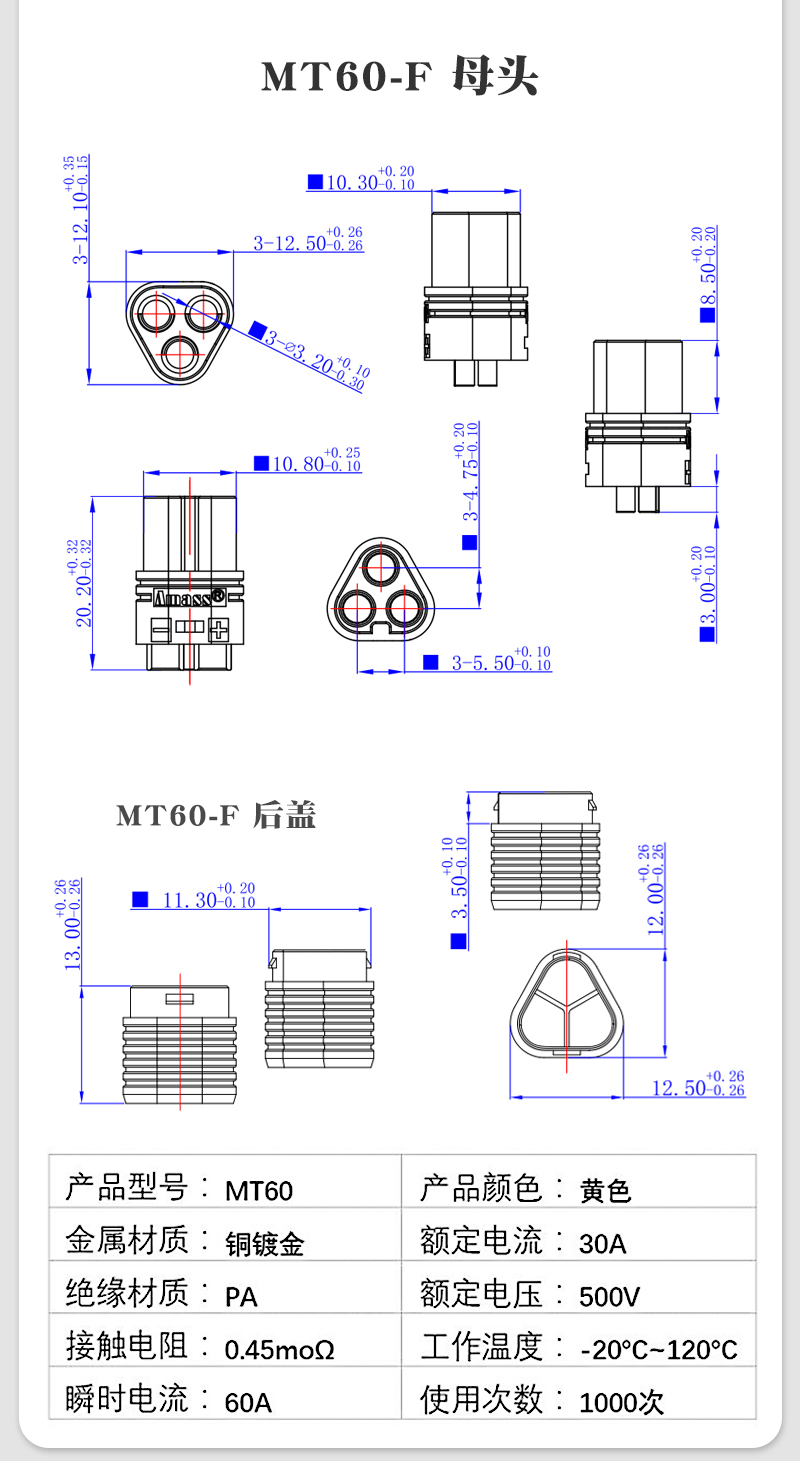 MT60-F 母头
3-12.10+0.35-0.15
■10.30+0.20-0.10
3-12.50+0.26-0.26
■8.50+0.20-0.20
■3-⌀3.20+0.10-0.30
■10.80+0.25-0.10
■ 3-4.75+0.20-0.10
20.20+0.32-0.32
Amass®
− +
■3.00+0.20-0.10
■ 3-5.50+0.10-0.10
MT60-F 后盖
■ 3.50+0.10-0.10
12.00+0.26-0.26
13.00+0.26-0.26
■ 11.30+0.20-0.10
12.50+0.26-0.26
产品型号：MT60
产品颜色：黄色
金属材质：铜镀金
额定电流：30A
绝缘材质：PA
额定电压：500V
接触电阻：0.45moΩ
工作温度：-20°C~120°C
瞬时电流：60A
使用次数：1000次